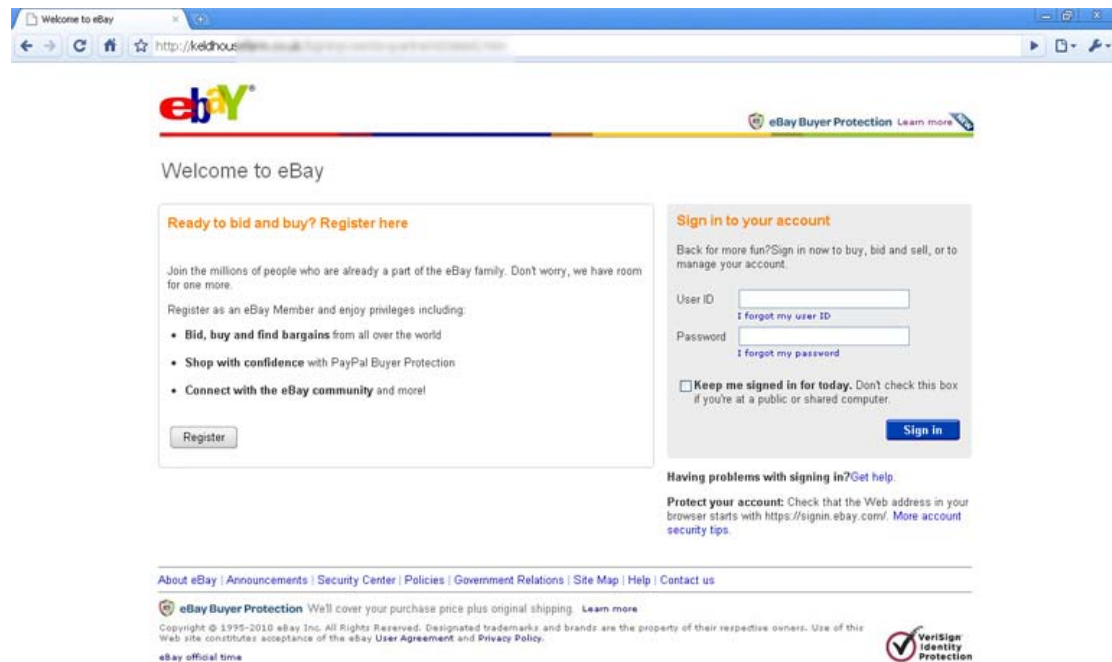 Welcome to eBay
http://keldhous
ebay®
eBay Buyer Protection Learn more
Welcome to eBay
Ready to bid and buy? Register here
Join the millions of people who are already a part of the eBay family. Don't worry, we have room
for one more.
Register as an eBay Member and enjoy privileges including:
• Bid, buy and find bargains from all over the world
• Shop with confidence with PayPal Buyer Protection
• Connect with the eBay community and more!
Register
Sign in to your account
Back for more fun?Sign in now to buy, bid and sell, or to
manage your account.
User ID
I forgot my user ID
Password
I forgot my password
Keep me signed in for today. Don't check this box
if you're at a public or shared computer.
Sign in
Having problems with signing in?Get help.
Protect your account: Check that the Web address in your
browser starts with https://signin.ebay.com/. More account
security tips.
About eBay | Announcements | Security Center | Policies | Government Relations | Site Map | Help | Contact us
eBay Buyer Protection We'll cover your purchase price plus original shipping. Learn more
Copyright © 1995-2010 eBay Inc. All Rights Reserved. Designated trademarks and brands are the property of their respective owners. Use of this
Web site constitutes acceptance of the eBay User Agreement and Privacy Policy.
eBay official time
VeriSign
Identity
Protection